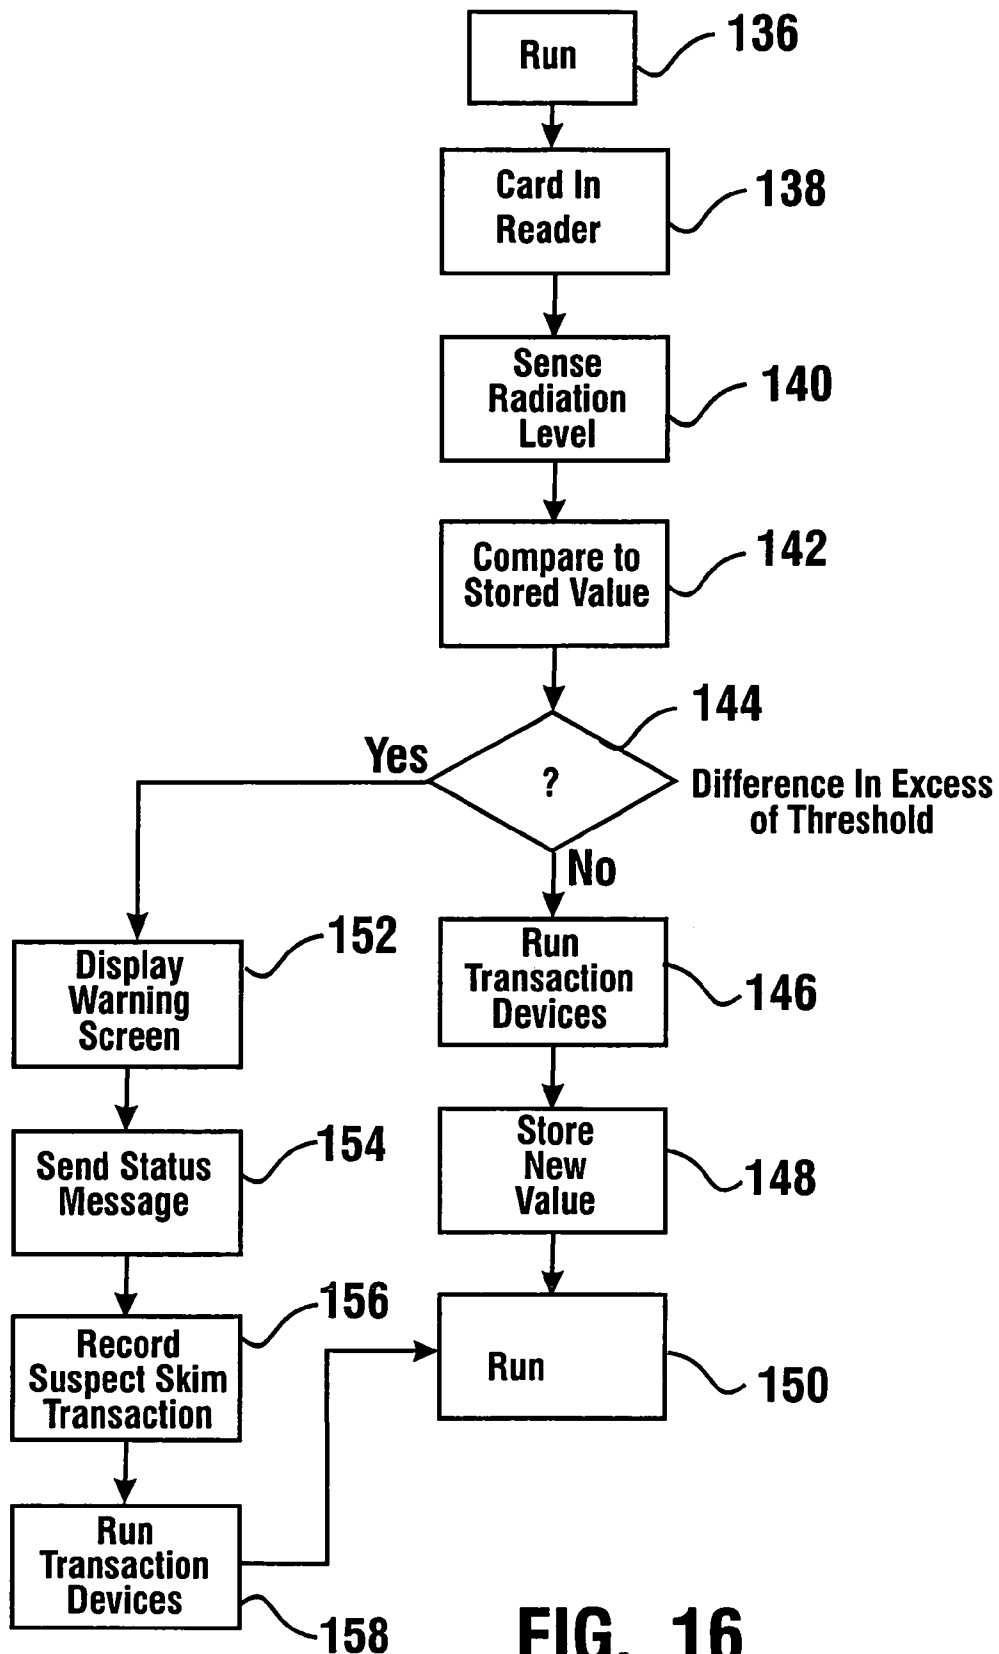 Run
136
Card In
Reader
138
Sense
Radiation
Level
140
Compare to
Stored Value
142
144
Yes
?
Difference In Excess
of Threshold
No
152
Display
Warning
Screen
Run
Transaction
Devices
146
154
Send Status
Message
Store
New
Value
148
156
Record
Suspect Skim
Transaction
Run
150
Run
Transaction
Devices
158
FIG. 16